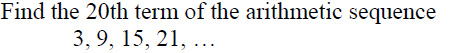 Find the 20th term of the arithmetic sequence
3, 9, 15, 21, …